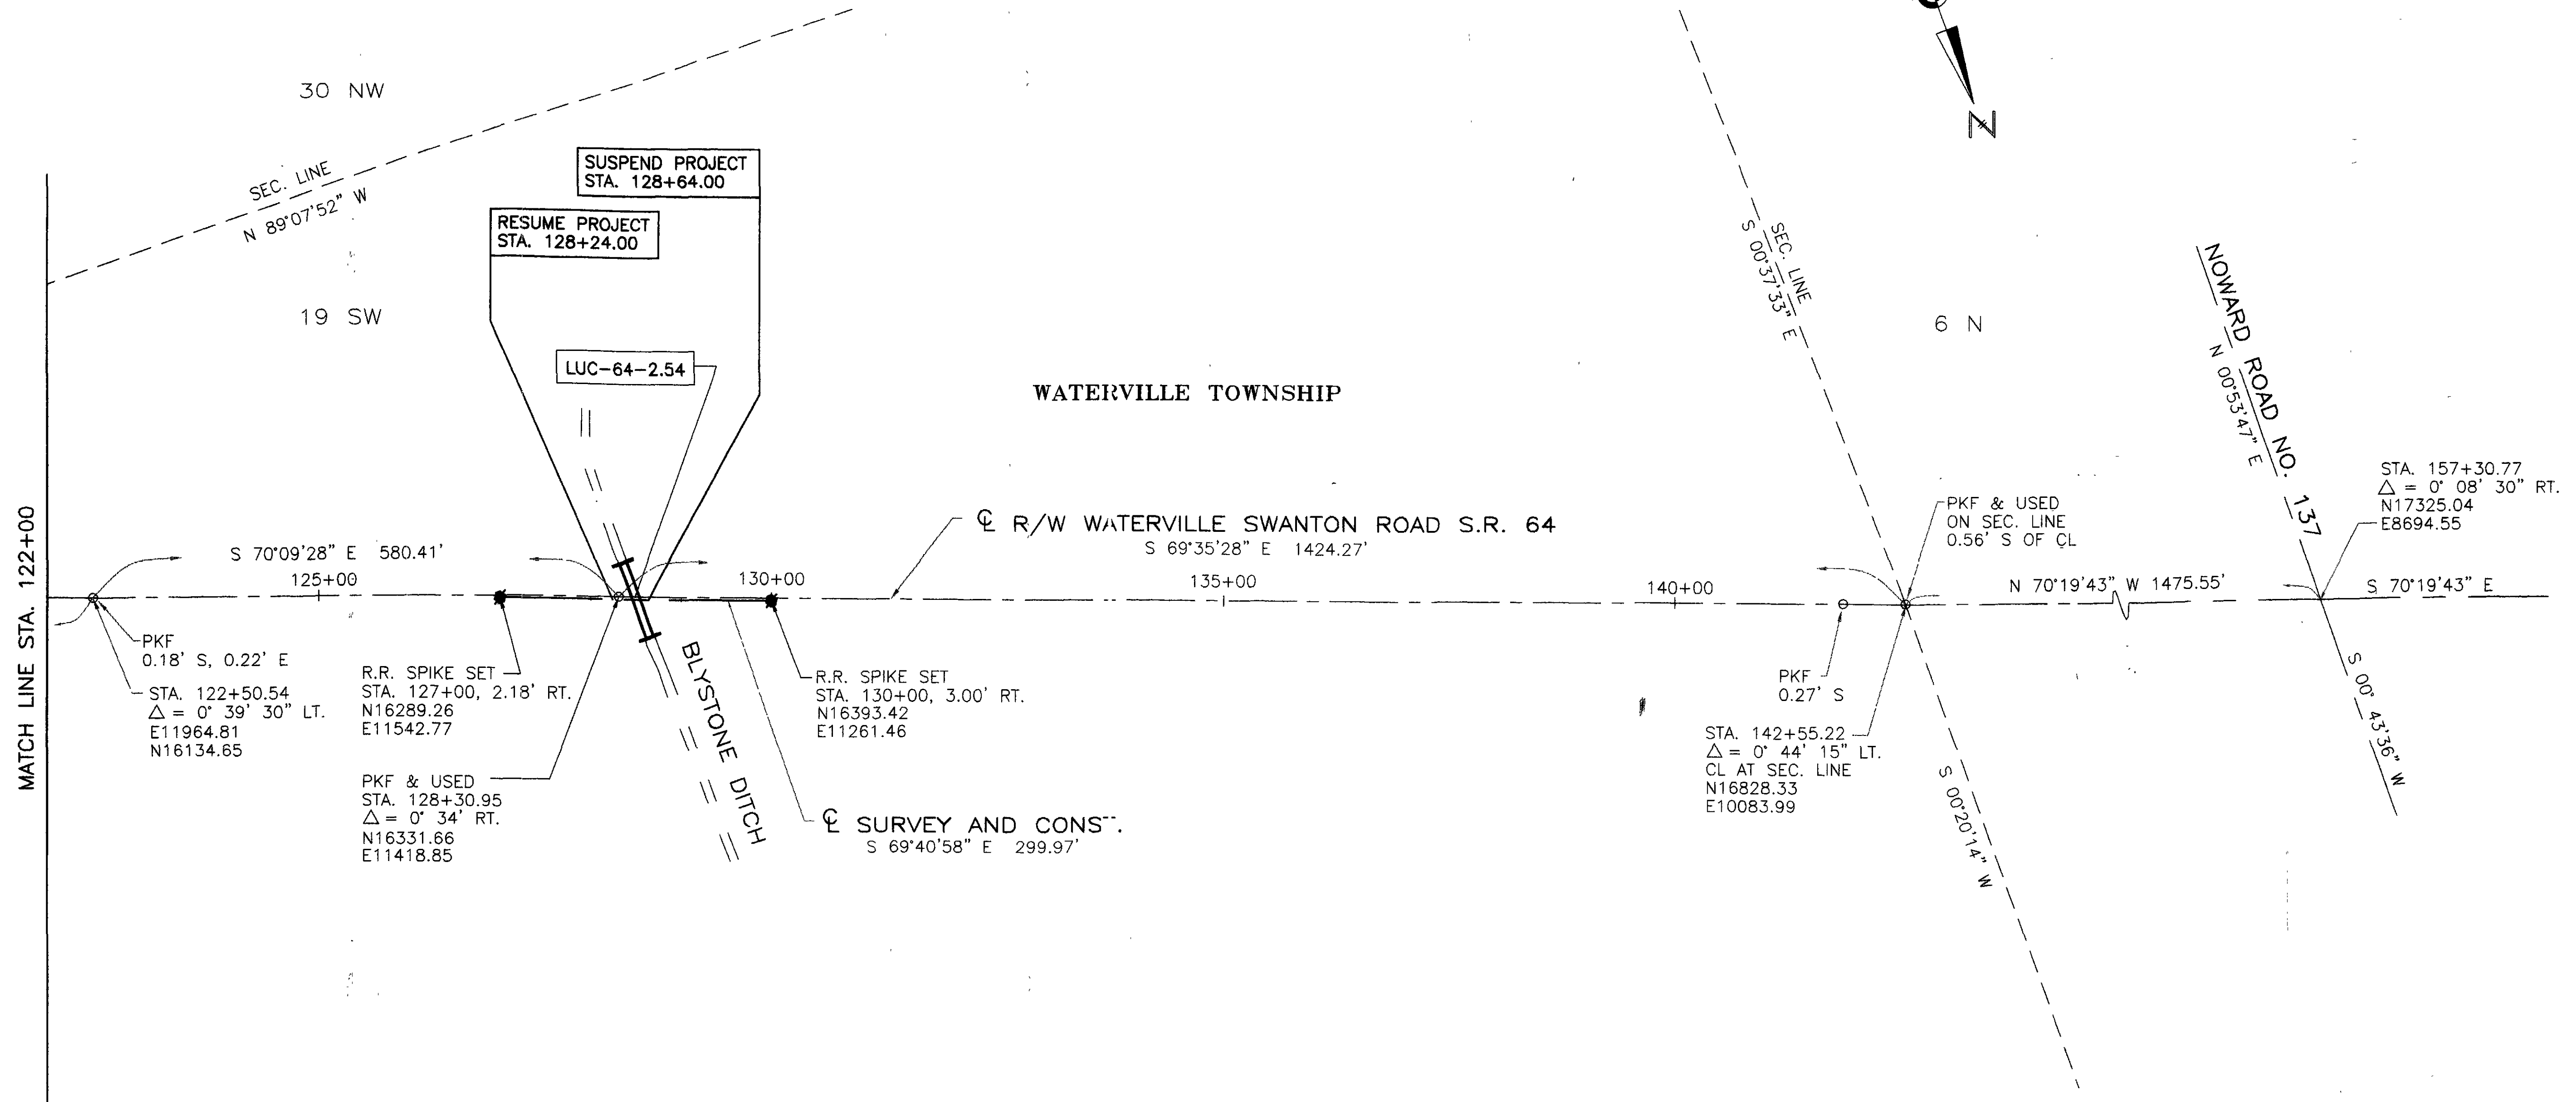 30 NW
SEC. LINE
N 89°07'52" W
19 SW
SUSPEND PROJECT
STA. 128+64.00
RESUME PROJECT
STA. 128+24.00
LUC-64-2.54
WATERVILLE TOWNSHIP
N
SEC. LINE
S 00°37'33" E
6 N
NOWARD ROAD NO. 137
N 00°53'47" E
STA. 157+30.77
△ = 0° 08' 30" RT.
N17325.04
E8694.55
PKF & USED
ON SEC. LINE
0.56' S OF CL
℄ R/W WATERVILLE SWANTON ROAD S.R. 64
S 69°35'28" E 1424.27'
MATCH LINE STA. 122+00
S 70°09'28" E 580.41'
125+00
130+00
135+00
140+00
N 70°19'43" W 1475.55'
S 70°19'43" E
PKF
0.18' S, 0.22' E
STA. 122+50.54
△ = 0° 39' 30" LT.
E11964.81
N16134.65
R.R. SPIKE SET
STA. 127+00, 2.18' RT.
N16289.26
E11542.77
PKF & USED
STA. 128+30.95
△ = 0° 34' RT.
N16331.66
E11418.85
BLYSTONE DITCH
R.R. SPIKE SET
STA. 130+00, 3.00' RT.
N16393.42
E11261.46
℄ SURVEY AND CONST.
S 69°40'58" E 299.97'
PKF
0.27' S
STA. 142+55.22
△ = 0° 44' 15" LT.
CL AT SEC. LINE
N16828.33
E10083.99
S 00°20'14" W
S 00° 43'36" W